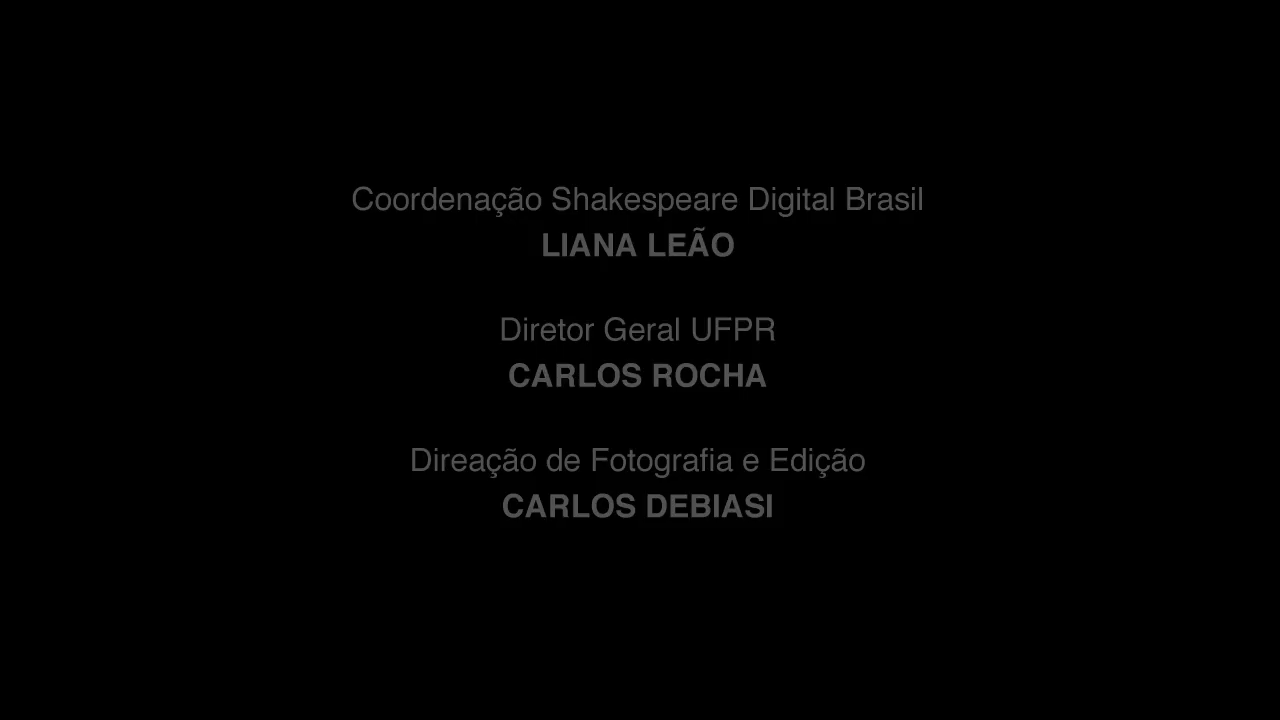 Coordenação Shakespeare Digital Brasil
LIANA LEÃO
Diretor Geral UFPR
CARLOS ROCHA
Direação de Fotografia e Edição
CARLOS DEBIASI